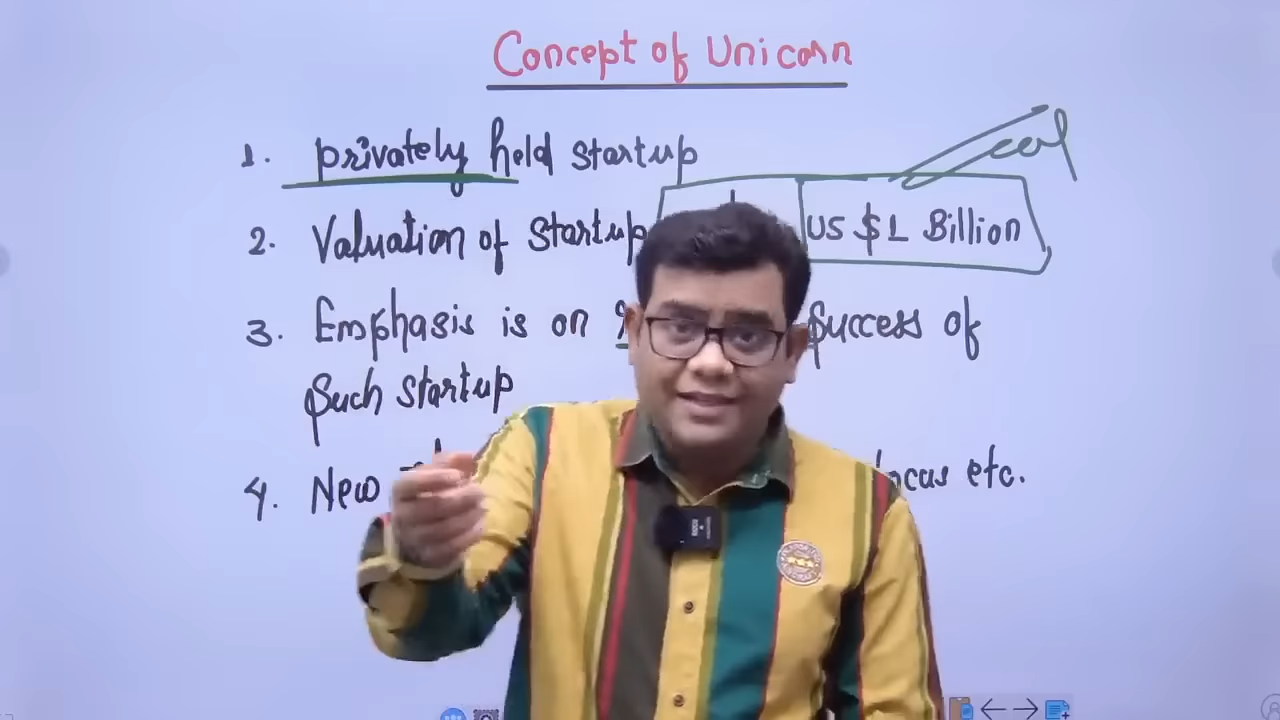 Concept of Unicorn
1. privately held startup
2. Valuation of startup US $1 Billion
3. Emphasis is on Success of
Such startup
4. New etc.